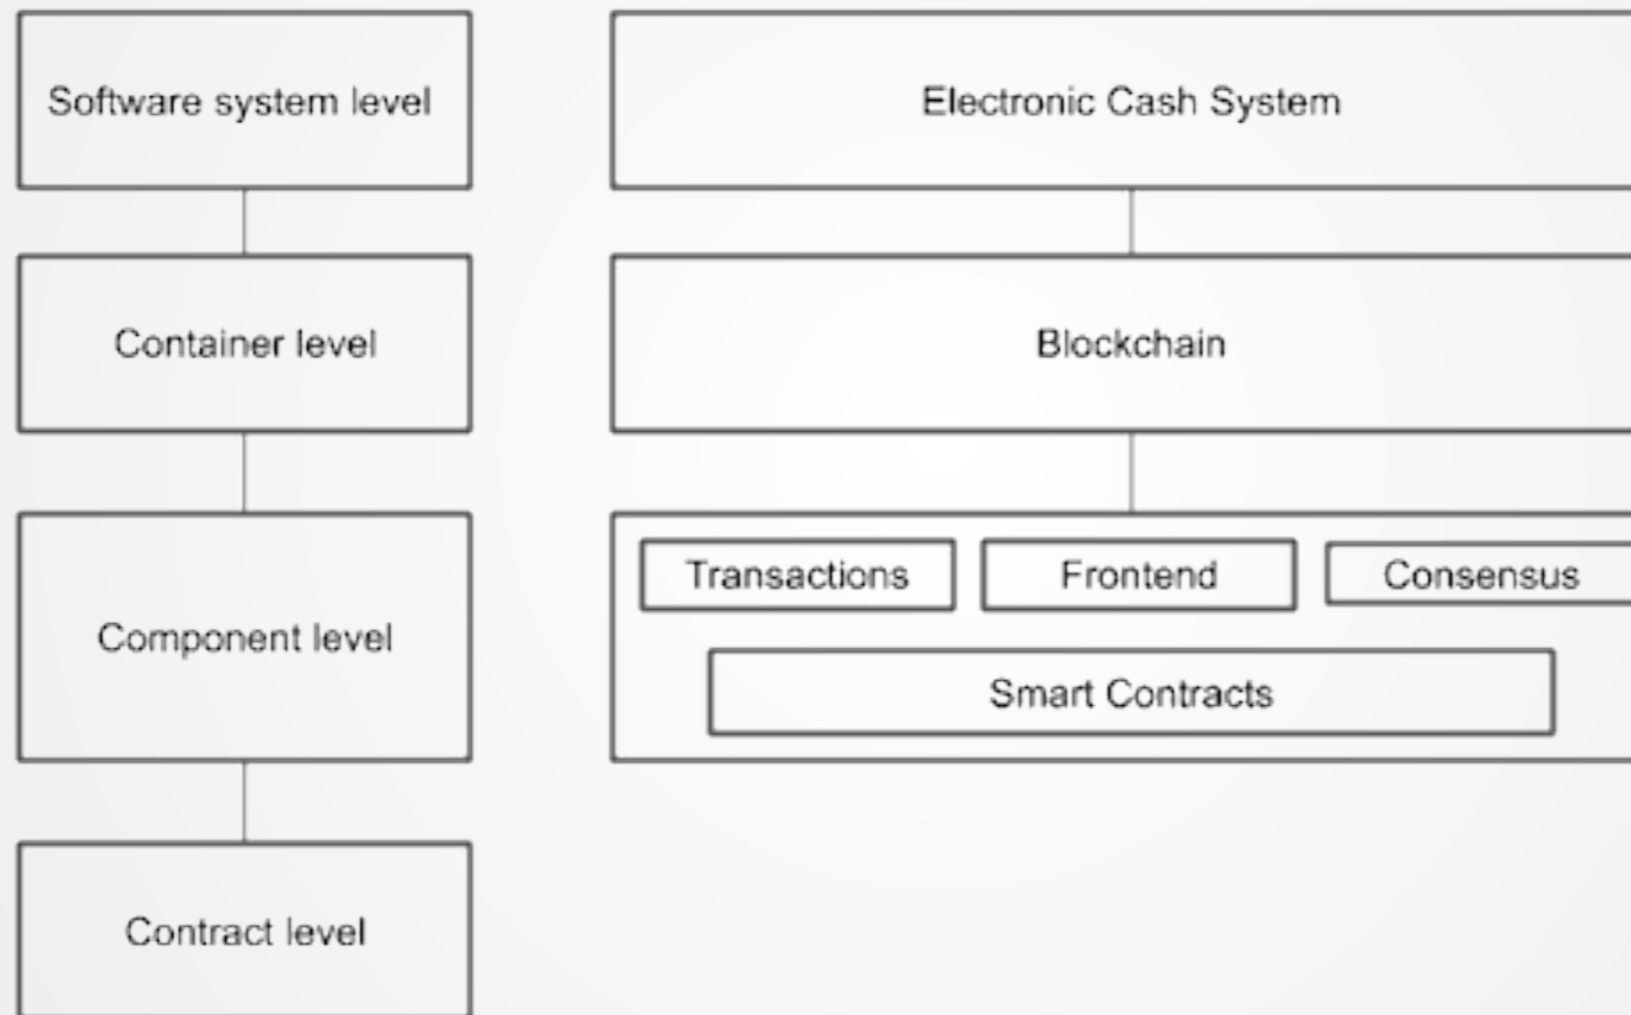 Software system level
Electronic Cash System
Container level
Blockchain
Transactions
Frontend
Consensus
Component level
Smart Contracts
Contract level